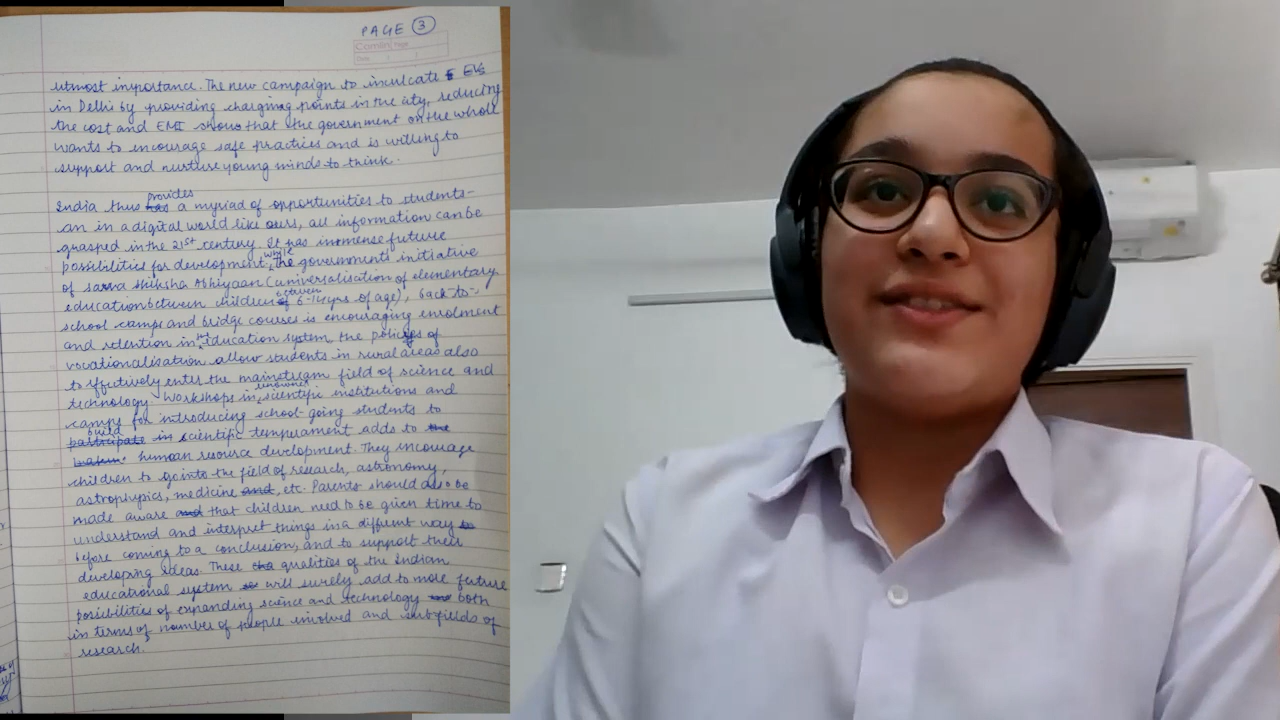 PAGE 3
utmost importance. The new campaign to inculcate EVs
in Delhi by providing charging points in the city, reducing
the cost and EMI shows that the government on the whole
wants to encourage safe practices and is willing to
support and nurture young minds to think.
provides
India thus has a myriad of opportunities to students-
an in a digital world like ours, all information can be
grasped in the 21st century. It has immense future
while
possibilities for development, the governments initiative
of sarva shiksha Abhiyaan (universalisation of elementary
between
education between children of 6-14yrs of age), back-to-
school camps and bridge courses is encouraging enrolment
and retention in the education system, the policies of
vocationalisation allow students in rural areas also
to effectively enter the mainstream field of science and
renowned
technology. Workshops in scientific institutions and
camps for introducing school-going students to
build
participate in scientific temperament adds to the
human resource development. They encourage
children to go into the field of research, astronomy,
astrophysics, medicine and, etc. Parents should also be
made aware and that children need to be given time to
understand and interpret things in a different way to
before coming to a conclusion, and to support their
developing ideas. These qualities of the Indian
educational system will surely add to more future
possibilities of expanding science and technology both
in terms of number of people involved and subfields of
research.